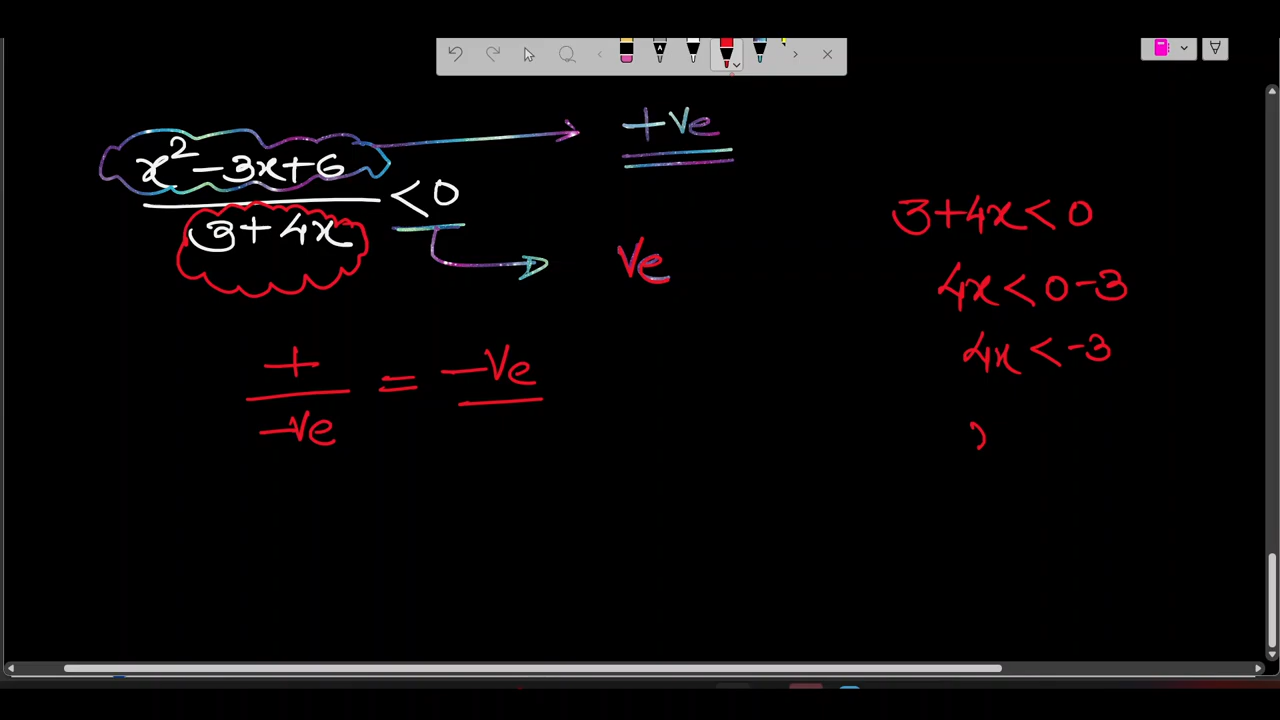 x² - 3x + 6 / 3 + 4x < 0
+ve
ve
+ / -ve = -ve
3 + 4x < 0
4x < 0 - 3
4x < -3